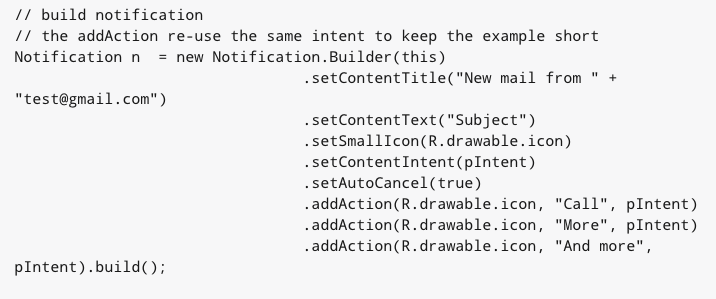 // build notification
// the addAction re-use the same intent to keep the example short
Notification n  = new Notification.Builder(this)
                                .setContentTitle("New mail from " +
"test@gmail.com")
                                .setContentText("Subject")
                                .setSmallIcon(R.drawable.icon)
                                .setContentIntent(pIntent)
                                .setAutoCancel(true)
                                .addAction(R.drawable.icon, "Call", pIntent)
                                .addAction(R.drawable.icon, "More", pIntent)
                                .addAction(R.drawable.icon, "And more",
pIntent).build();